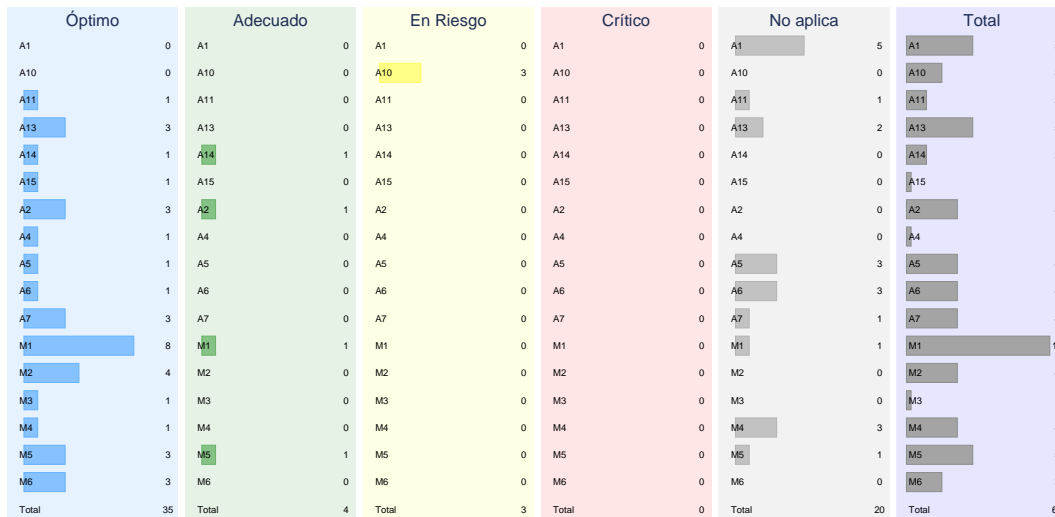 Óptimo Adecuado En Riesgo Crítico No aplica Total
A1 0 A1 0 A1 0 A1 0 A1 5 A1
A10 0 A10 0 A10 3 A10 0 A10 0 A10
A11 1 A11 0 A11 0 A11 0 A11 1 A11
A13 3 A13 0 A13 0 A13 0 A13 2 A13
A14 1 A14 1 A14 0 A14 0 A14 0 A14
A15 1 A15 0 A15 0 A15 0 A15 0 A15
A2 3 A2 1 A2 0 A2 0 A2 0 A2
A4 1 A4 0 A4 0 A4 0 A4 0 A4
A5 1 A5 0 A5 0 A5 0 A5 3 A5
A6 1 A6 0 A6 0 A6 0 A6 3 A6
A7 3 A7 0 A7 0 A7 0 A7 1 A7
M1 8 M1 1 M1 0 M1 0 M1 1 M1
M2 4 M2 0 M2 0 M2 0 M2 0 M2
M3 1 M3 0 M3 0 M3 0 M3 0 M3
M4 1 M4 0 M4 0 M4 0 M4 3 M4
M5 3 M5 1 M5 0 M5 0 M5 1 M5
M6 3 M6 0 M6 0 M6 0 M6 0 M6
Total 35 Total 4 Total 3 Total 0 Total 20 Total